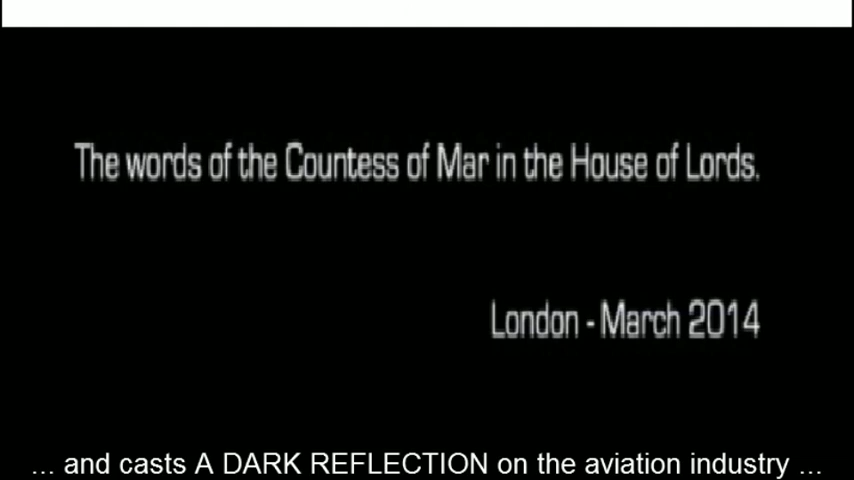 The words of the Countess of Mar in the House of Lords.
London - March 2014
... and casts A DARK REFLECTION on the aviation industry ...